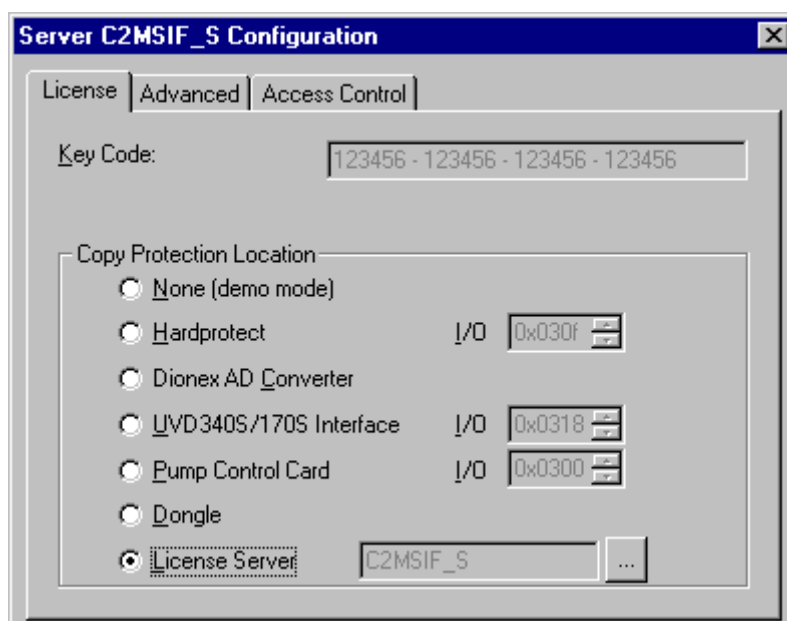 Server C2MSIF_S Configuration
License Advanced Access Control
Key Code: 123456 - 123456 - 123456 - 123456
Copy Protection Location
None (demo mode)
Hardprotect I/O 0x030f
Dionex AD Converter
UVD340S/170S Interface I/O 0x0318
Pump Control Card I/O 0x0300
Dongle
License Server C2MSIF_S ...